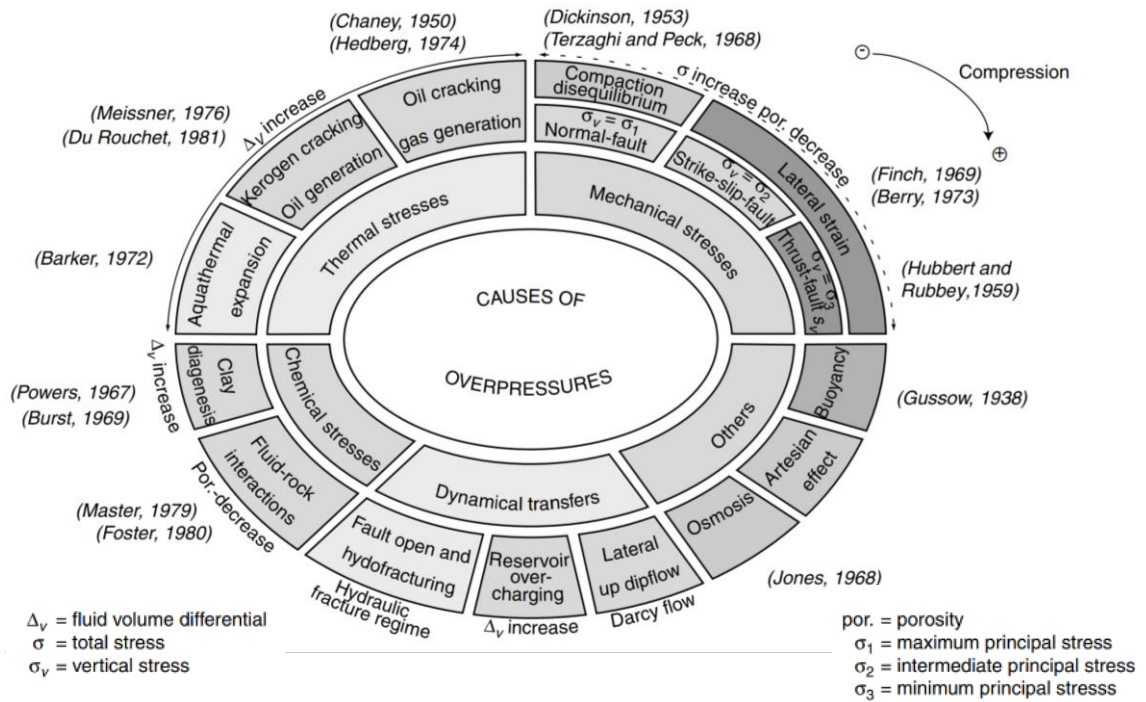 (Chaney, 1950)
(Hedberg, 1974)
(Dickinson, 1953)
(Terzaghi and Peck, 1968)
⊖
Compression
⊕
(Meissner, 1976)
(Du Rouchet, 1981)
Δv increase
Oil cracking
gas generation
Compaction
disequilibrium
σ increase por. decrease
σv = σ1
Normal-fault
Kerogen cracking
Oil generation
σv = σ2
Strike-slip-fault
Lateral strain
(Finch, 1969)
(Berry, 1973)
Thermal stresses
Mechanical stresses
(Barker, 1972)
Aquathermal
expansion
σv = σ3
Thrust-fault sv
(Hubbert and
Rubbey,1959)
CAUSES OF
OVERPRESSURES
Δv increase
Clay
diagenesis
Chemical stresses
Others
Buoyancy
(Powers, 1967)
(Burst, 1969)
(Gussow, 1938)
Fluid-rock
interactions
Por.-decrease
Dynamical transfers
Osmosis
Artesian
effect
(Master, 1979)
(Foster, 1980)
Fault open and
hydofracturing
Hydraulic
fracture regime
Reservoir
over-
charging
Δv increase
Lateral
up dipflow
Darcy flow
(Jones, 1968)
Δv = fluid volume differential
σ = total stress
σv = vertical stress
por. = porosity
σ1 = maximum principal stress
σ2 = intermediate principal stress
σ3 = minimum principal stresss